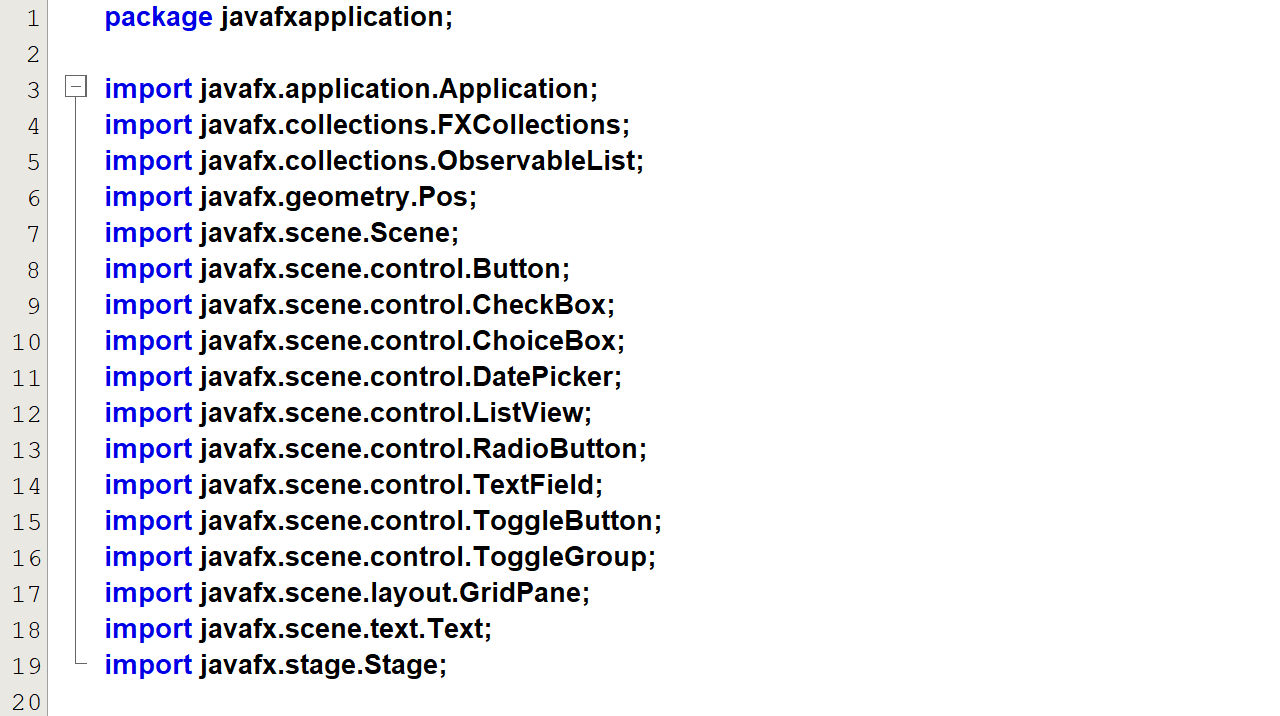 1 package javafxapplication;
2
3 import javafx.application.Application;
4 import javafx.collections.FXCollections;
5 import javafx.collections.ObservableList;
6 import javafx.geometry.Pos;
7 import javafx.scene.Scene;
8 import javafx.scene.control.Button;
9 import javafx.scene.control.CheckBox;
10 import javafx.scene.control.ChoiceBox;
11 import javafx.scene.control.DatePicker;
12 import javafx.scene.control.ListView;
13 import javafx.scene.control.RadioButton;
14 import javafx.scene.control.TextField;
15 import javafx.scene.control.ToggleButton;
16 import javafx.scene.control.ToggleGroup;
17 import javafx.scene.layout.GridPane;
18 import javafx.scene.text.Text;
19 import javafx.stage.Stage;
20